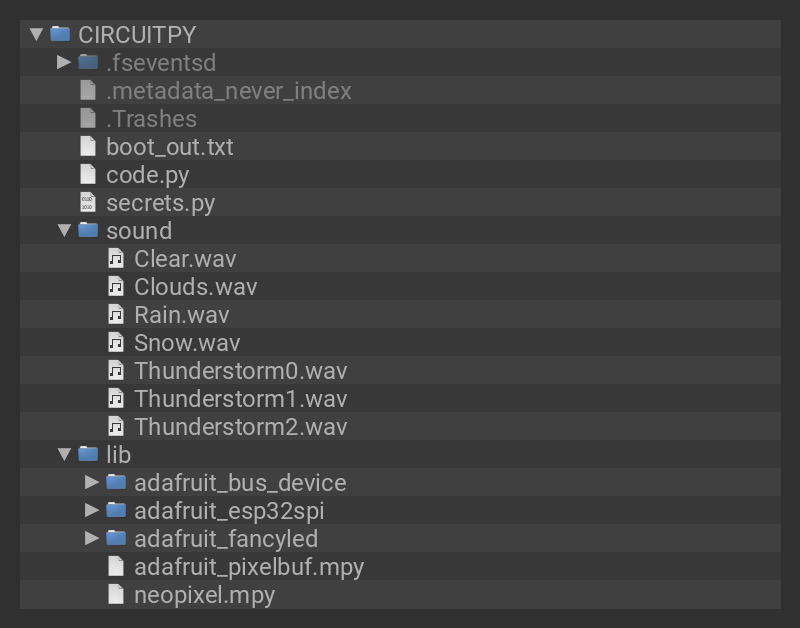 CIRCUITPY
.fseventsd
.metadata_never_index
.Trashes
boot_out.txt
code.py
secrets.py
sound
Clear.wav
Clouds.wav
Rain.wav
Snow.wav
Thunderstorm0.wav
Thunderstorm1.wav
Thunderstorm2.wav
lib
adafruit_bus_device
adafruit_esp32spi
adafruit_fancyled
adafruit_pixelbuf.mpy
neopixel.mpy